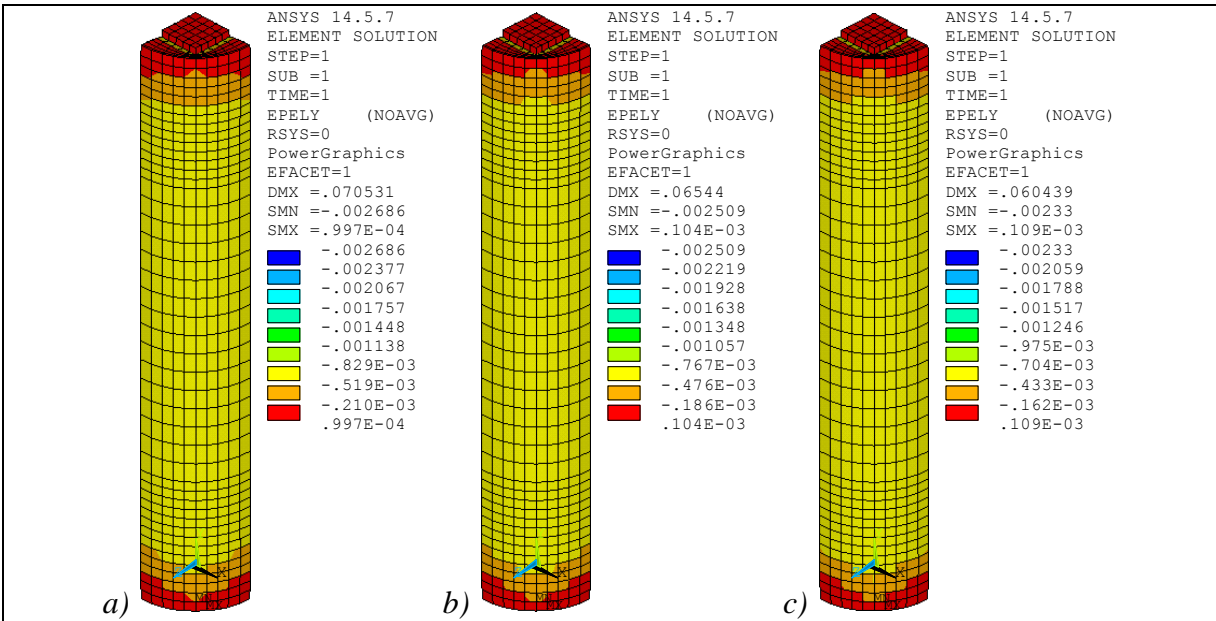 ANSYS 14.5.7
ELEMENT SOLUTION
STEP=1
SUB =1
TIME=1
EPELY (NOAVG)
RSYS=0
PowerGraphics
EFACET=1
DMX =.070531
SMN =-.002686
SMX =.997E-04
-.002686
-.002377
-.002067
-.001757
-.001448
-.001138
-.829E-03
-.519E-03
-.210E-03
.997E-04
X
MN
MX
a)
ANSYS 14.5.7
ELEMENT SOLUTION
STEP=1
SUB =1
TIME=1
EPELY (NOAVG)
RSYS=0
PowerGraphics
EFACET=1
DMX =.06544
SMN =-.002509
SMX =.104E-03
-.002509
-.002219
-.001928
-.001638
-.001348
-.001057
-.767E-03
-.476E-03
-.186E-03
.104E-03
X
MN
MX
b)
ANSYS 14.5.7
ELEMENT SOLUTION
STEP=1
SUB =1
TIME=1
EPELY (NOAVG)
RSYS=0
PowerGraphics
EFACET=1
DMX =.060439
SMN =-.00233
SMX =.109E-03
-.00233
-.002059
-.001788
-.001517
-.001246
-.975E-03
-.704E-03
-.433E-03
-.162E-03
.109E-03
X
MN
MX
c)